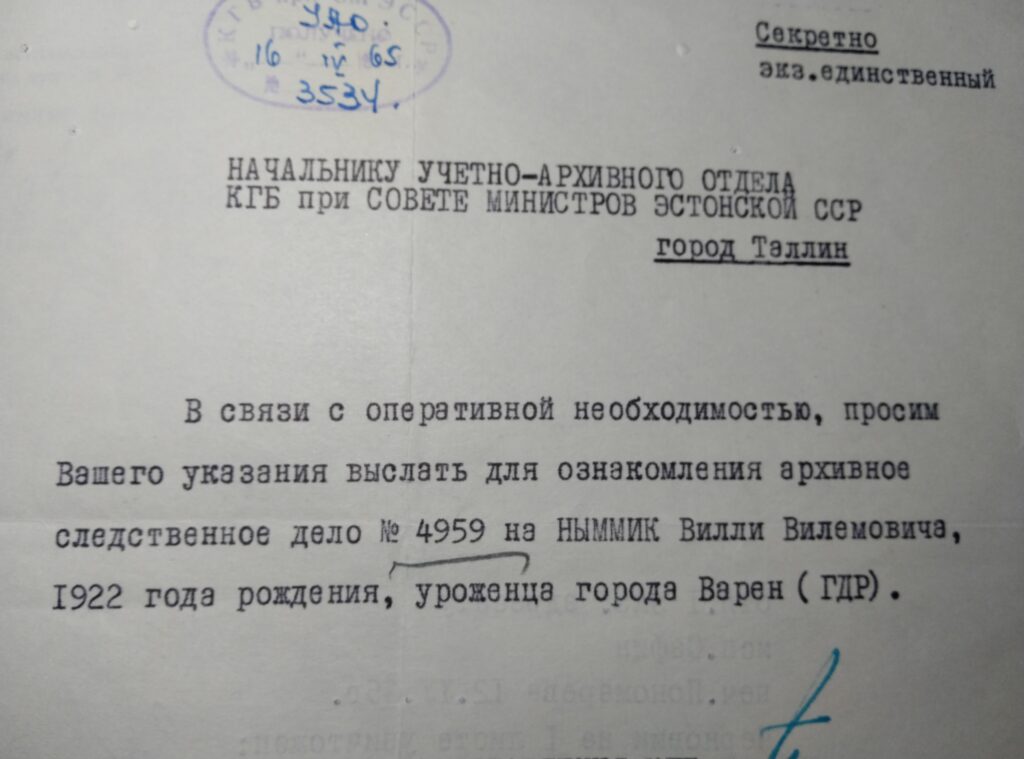 УАО.
16 IV 65
3534.
Секретно
экз.единственный
НАЧАЛЬНИКУ УЧЕТНО-АРХИВНОГО ОТДЕЛА
КГБ при СОВЕТЕ МИНИСТРОВ ЭСТОНСКОЙ ССР
город Таллин
В связи с оперативной необходимостью, просим
Вашего указания выслать для ознакомления архивное
следственное дело № 4959 на НЫММИК Вилли Вилемовича,
1922 года рождения, уроженца города Варен (ГДР).